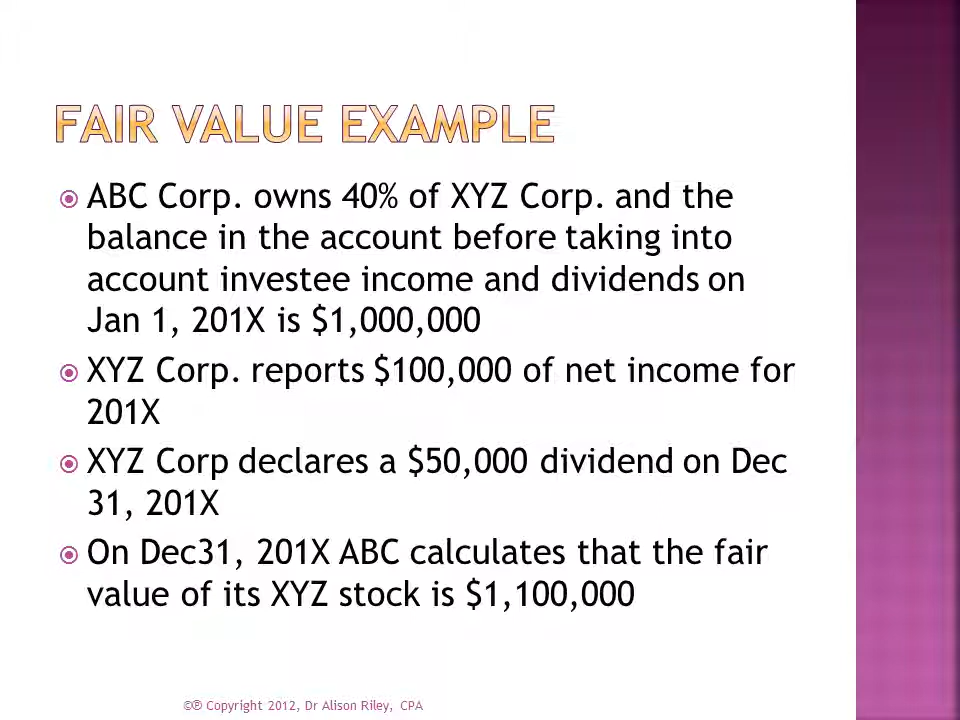 FAIR VALUE EXAMPLE
ABC Corp. owns 40% of XYZ Corp. and the
balance in the account before taking into
account investee income and dividends on
Jan 1, 201X is $1,000,000
XYZ Corp. reports $100,000 of net income for
201X
XYZ Corp declares a $50,000 dividend on Dec
31, 201X
On Dec31, 201X ABC calculates that the fair
value of its XYZ stock is $1,100,000
©℗ Copyright 2012, Dr Alison Riley, CPA